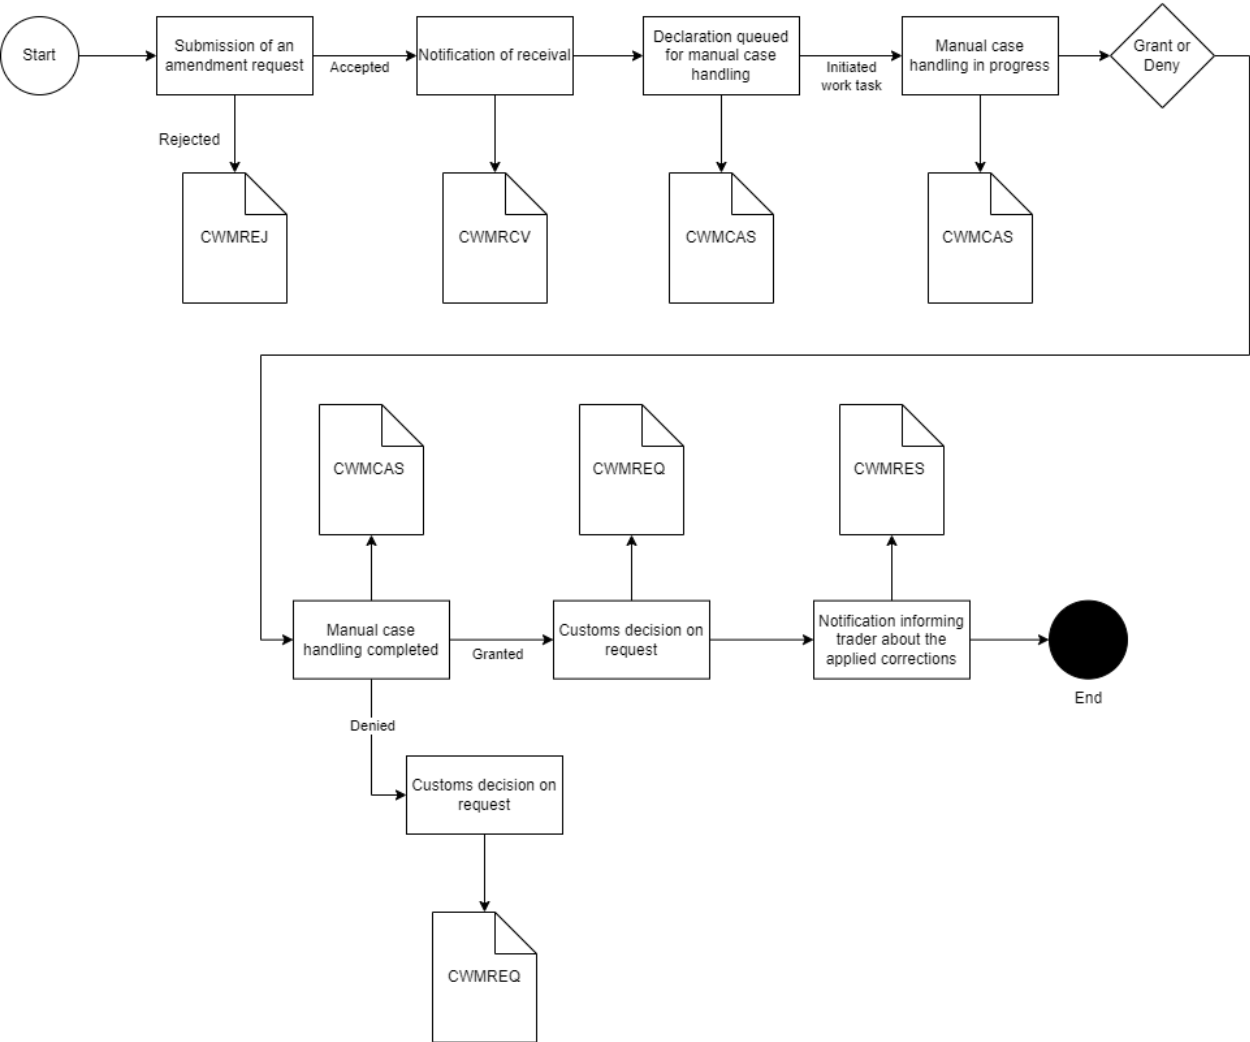 Start
Submission of an
amendment request
Accepted
Notification of receival
Declaration queued
for manual case
handling
Initiated
work task
Manual case
handling in progress
Grant or
Deny
Rejected
CWMREJ
CWMRCV
CWMCAS
CWMCAS
CWMCAS
CWMREQ
CWMRES
Manual case
handling completed
Granted
Customs decision on
request
Notification informing
trader about the
applied corrections
End
Denied
Customs decision on
request
CWMREQ